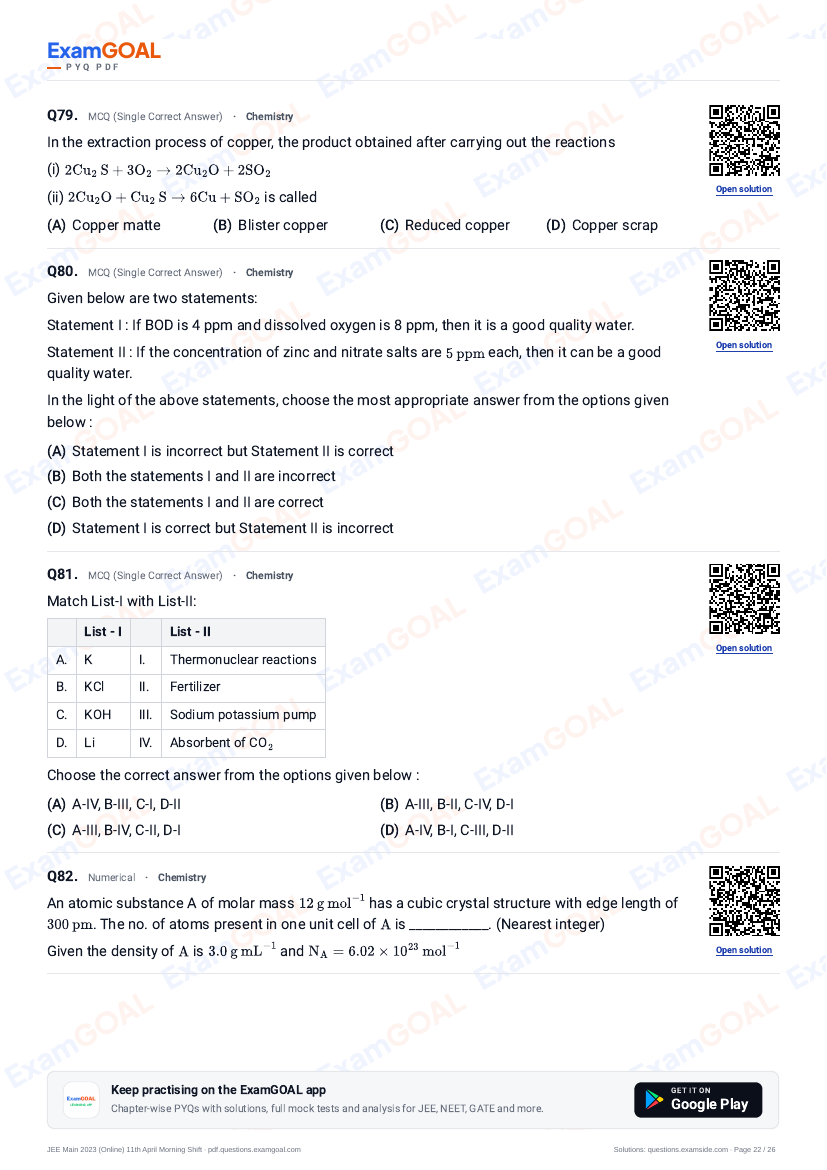 ExamGOAL
PYQ PDF
Q79. MCQ (Single Correct Answer) · Chemistry
In the extraction process of copper, the product obtained after carrying out the reactions
(i) 2Cu₂ S + 3O₂ → 2Cu₂O + 2SO₂
(ii) 2Cu₂O + Cu₂ S → 6Cu + SO₂ is called
(A) Copper matte (B) Blister copper (C) Reduced copper (D) Copper scrap
Open solution
Q80. MCQ (Single Correct Answer) · Chemistry
Given below are two statements:
Statement I : If BOD is 4 ppm and dissolved oxygen is 8 ppm, then it is a good quality water.
Statement II : If the concentration of zinc and nitrate salts are 5 ppm each, then it can be a good
quality water.
In the light of the above statements, choose the most appropriate answer from the options given
below :
(A) Statement I is incorrect but Statement II is correct
(B) Both the statements I and II are incorrect
(C) Both the statements I and II are correct
(D) Statement I is correct but Statement II is incorrect
Open solution
Q81. MCQ (Single Correct Answer) · Chemistry
Match List-I with List-II:
List - I List - II
A. K I. Thermonuclear reactions
B. KCl II. Fertilizer
C. KOH III. Sodium potassium pump
D. Li IV. Absorbent of CO₂
Choose the correct answer from the options given below :
(A) A-IV, B-III, C-I, D-II (B) A-III, B-II, C-IV, D-I
(C) A-III, B-IV, C-II, D-I (D) A-IV, B-I, C-III, D-II
Open solution
Q82. Numerical · Chemistry
An atomic substance A of molar mass 12 g mol⁻¹ has a cubic crystal structure with edge length of
300 pm. The no. of atoms present in one unit cell of A is ____________. (Nearest integer)
Given the density of A is 3.0 g mL⁻¹ and N_A = 6.02 × 10²³ mol⁻¹
Open solution
Keep practising on the ExamGOAL app
Chapter-wise PYQs with solutions, full mock tests and analysis for JEE, NEET, GATE and more.
GET IT ON
Google Play
JEE Main 2023 (Online) 11th April Morning Shift · pdf.questions.examgoal.com
Solutions: questions.examside.com · Page 22 / 26